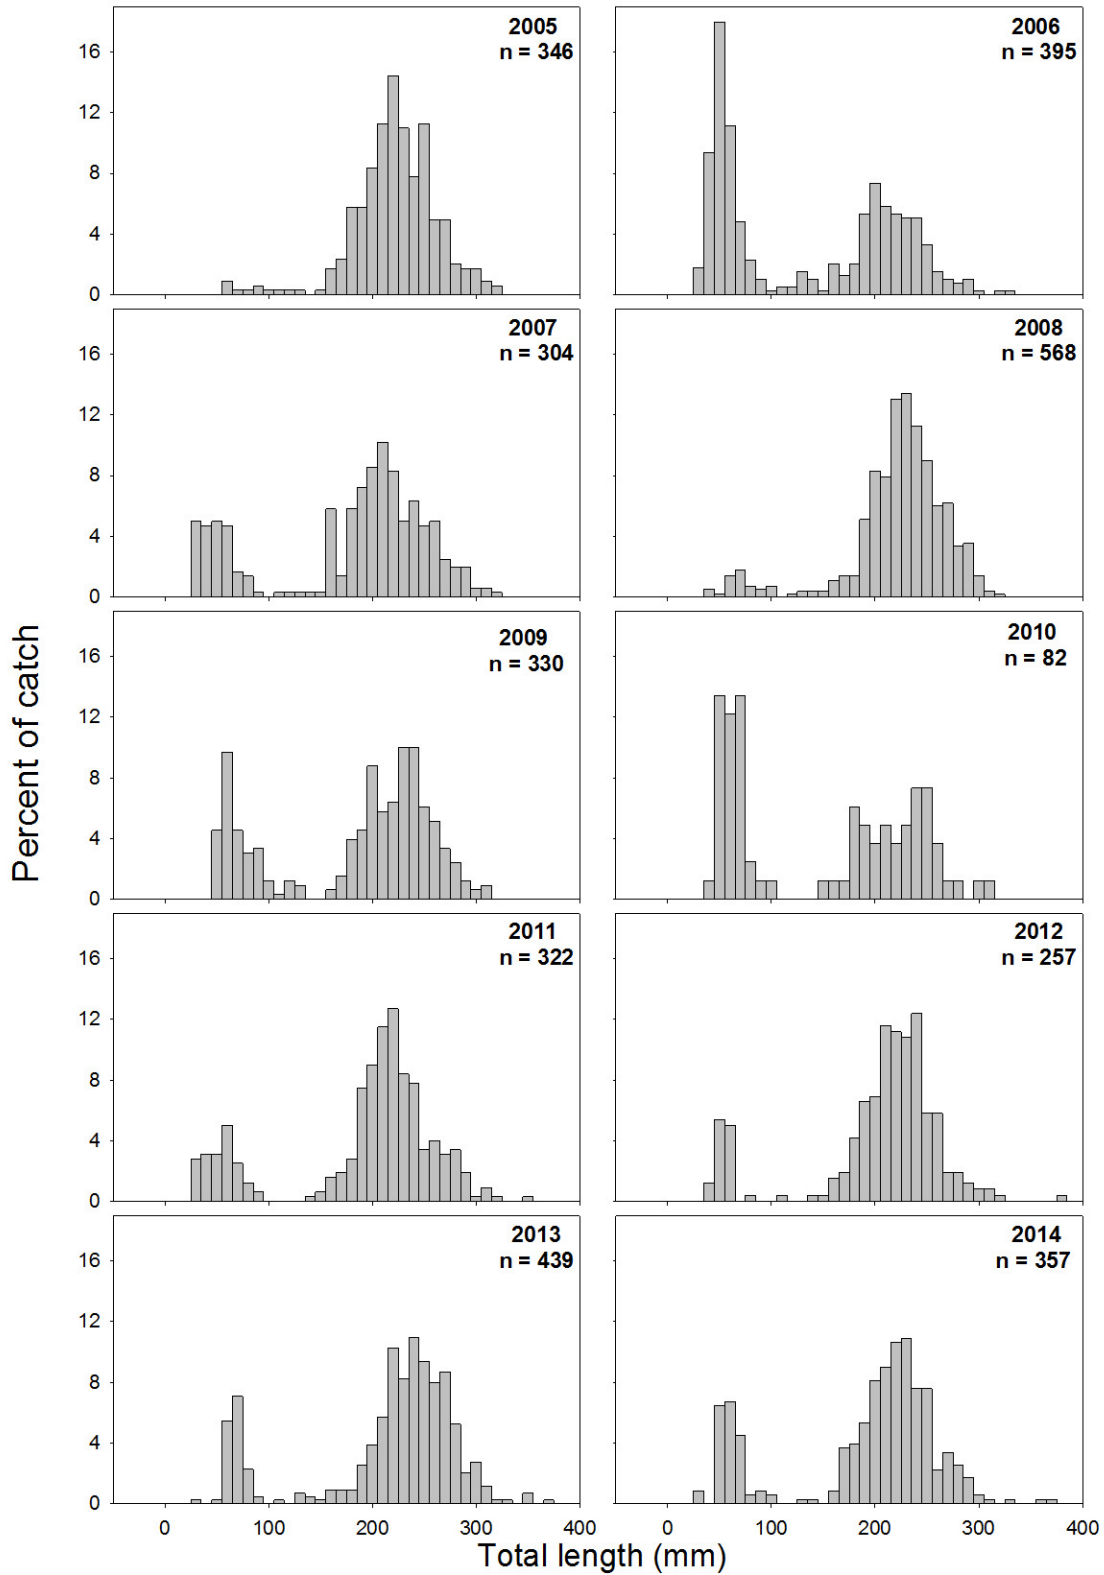 2005
n = 346
2006
n = 395
16
12
8
4
0
2007
n = 304
2008
n = 568
16
12
8
4
0
2009
n = 330
2010
n = 82
16
12
8
4
0
Percent of catch
2011
n = 322
2012
n = 257
16
12
8
4
0
2013
n = 439
2014
n = 357
16
12
8
4
0
0 100 200 300 400 0 100 200 300 400
Total length (mm)